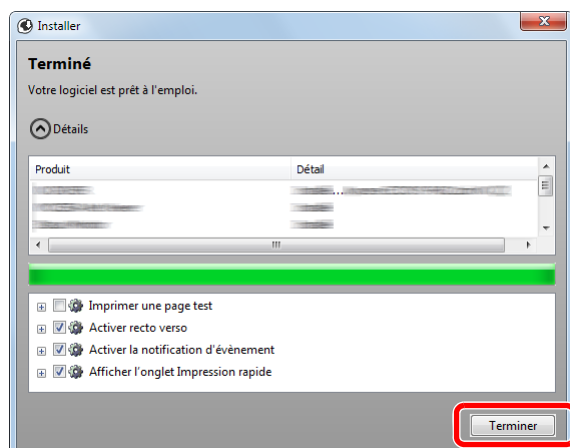 Installer
Terminé
Votre logiciel est prêt à l'emploi.
Détails
Produit Détail
Imprimer une page test
Activer recto verso
Activer la notification d'évènement
Afficher l'onglet Impression rapide
Terminer